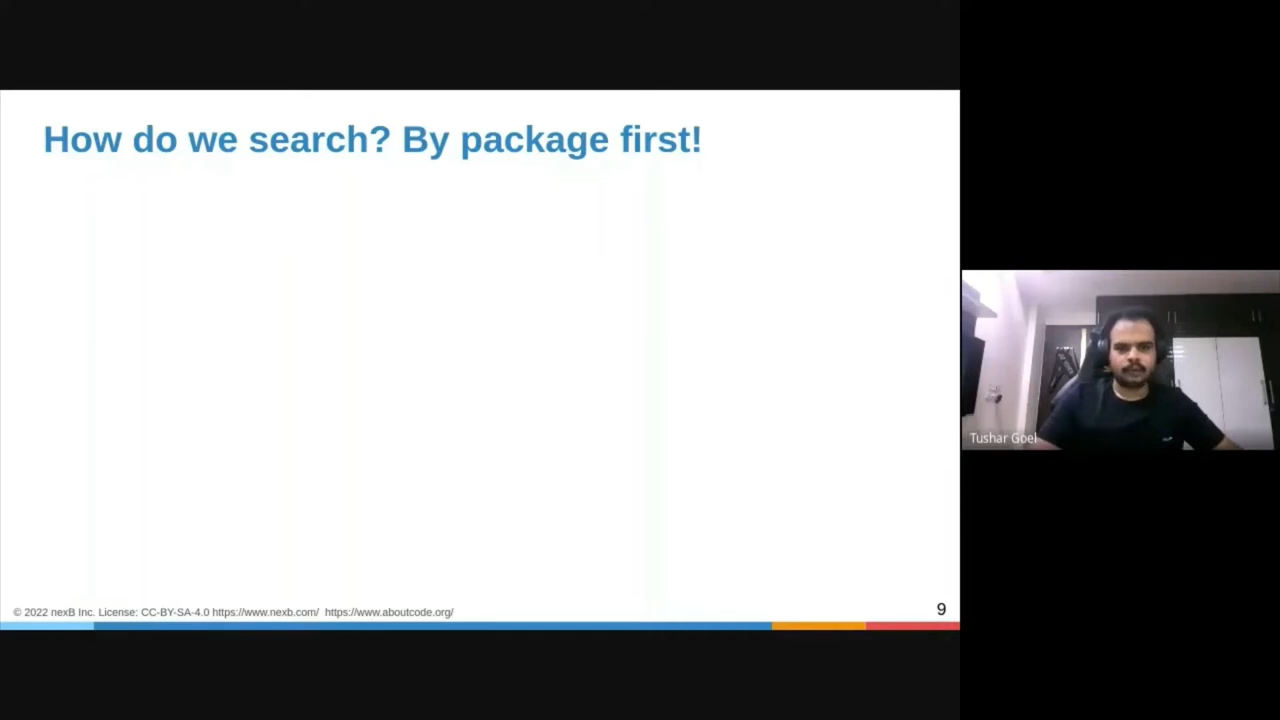 How do we search? By package first!
Tushar Goel
© 2022 nexB Inc. License: CC-BY-SA-4.0 https://www.nexb.com/ https://www.aboutcode.org/
9